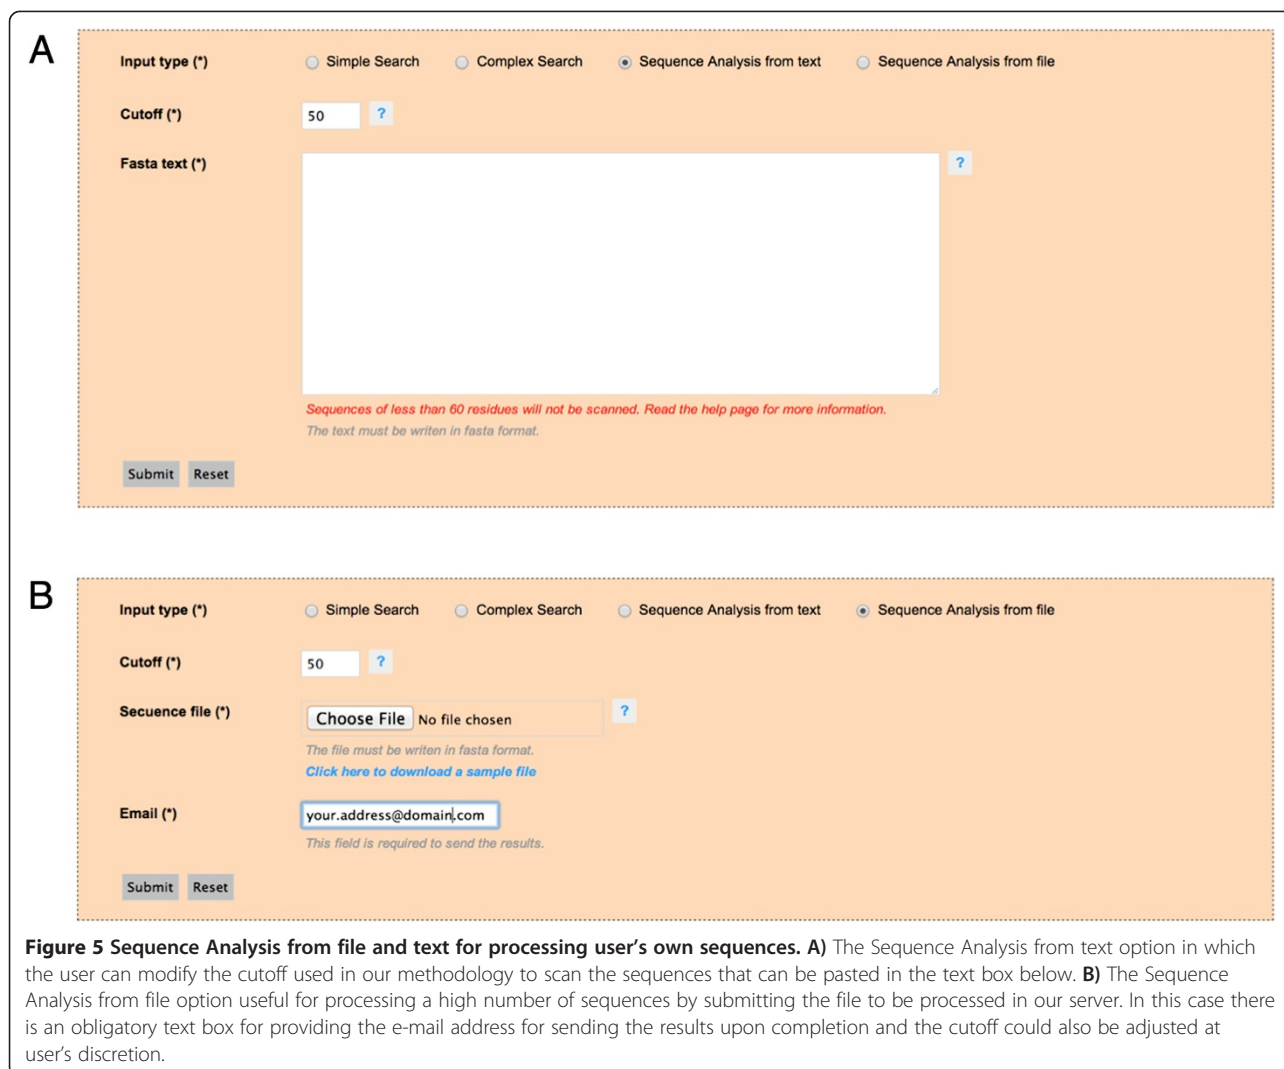 A
Input type (*) Simple Search Complex Search Sequence Analysis from text Sequence Analysis from file
Cutoff (*) 50 ?
Fasta text (*) ?
Sequences of less than 60 residues will not be scanned. Read the help page for more information.
The text must be writen in fasta format.
Submit Reset
B
Input type (*) Simple Search Complex Search Sequence Analysis from text Sequence Analysis from file
Cutoff (*) 50 ?
Secuence file (*) Choose File No file chosen ?
The file must be writen in fasta format.
Click here to download a sample file
Email (*) your.address@domain.com
This field is required to send the results.
Submit Reset
Figure 5 Sequence Analysis from file and text for processing user's own sequences. A) The Sequence Analysis from text option in which
the user can modify the cutoff used in our methodology to scan the sequences that can be pasted in the text box below. B) The Sequence
Analysis from file option useful for processing a high number of sequences by submitting the file to be processed in our server. In this case there
is an obligatory text box for providing the e-mail address for sending the results upon completion and the cutoff could also be adjusted at
user's discretion.